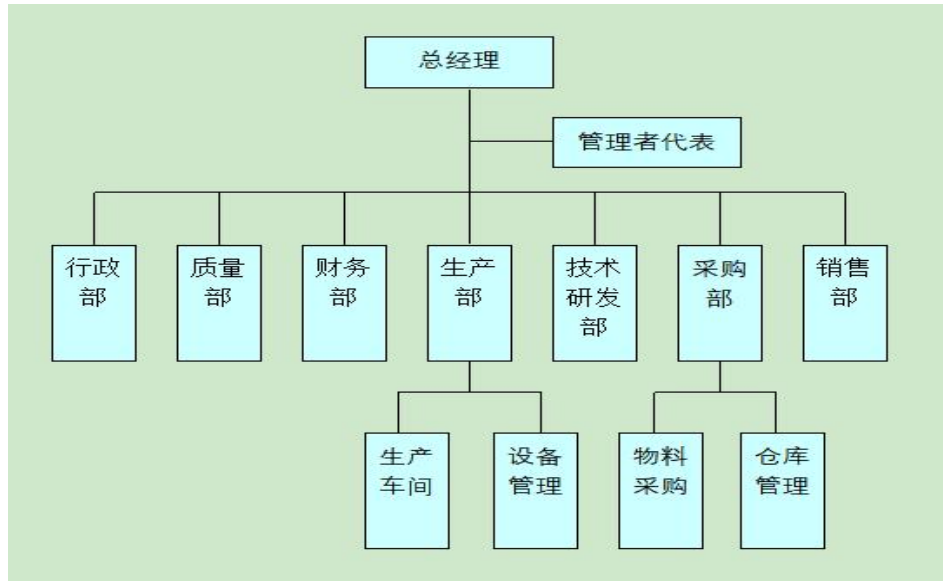 总经理
管理者代表
行政
部
质量
部
财务
部
生产
部
技术
研发
部
采购
部
销售
部
生产
车间
设备
管理
物料
采购
仓库
管理